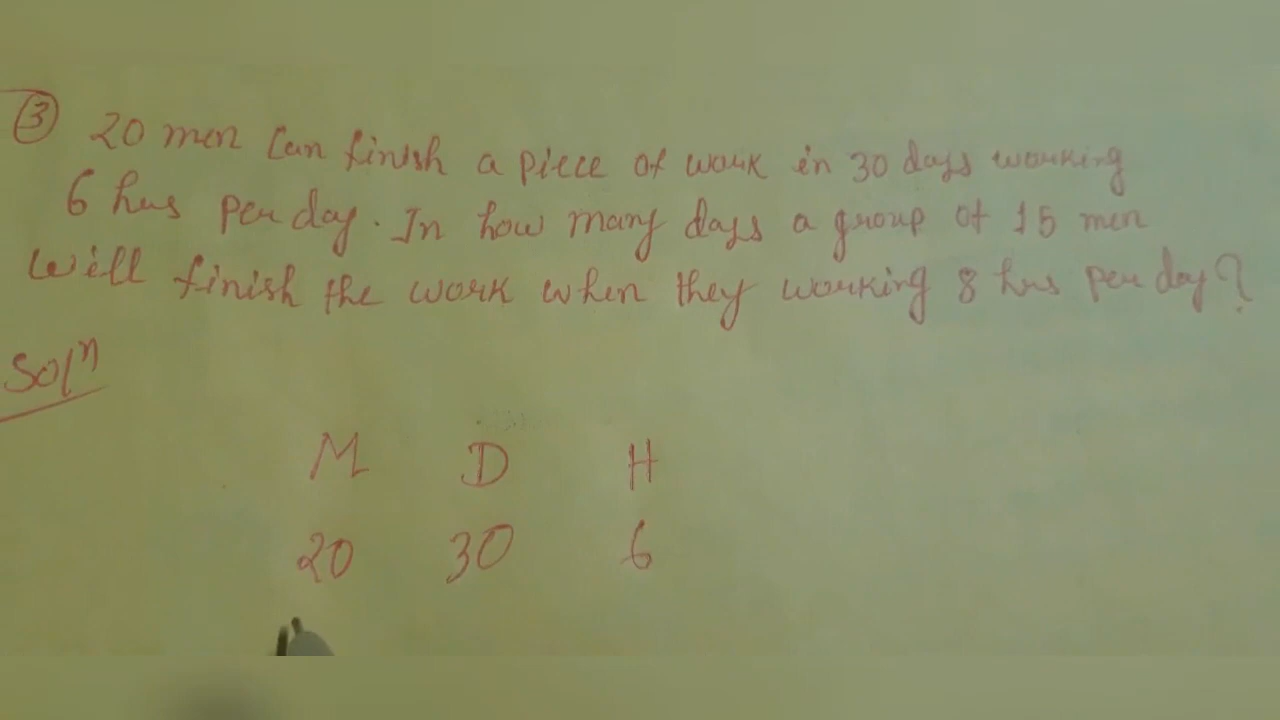 ③ 20 men can finish a piece of work in 30 days working
6 hrs per day. In how many days a group of 15 men
will finish the work when they working 8 hrs per day?
Solⁿ
M D H
20 30 6